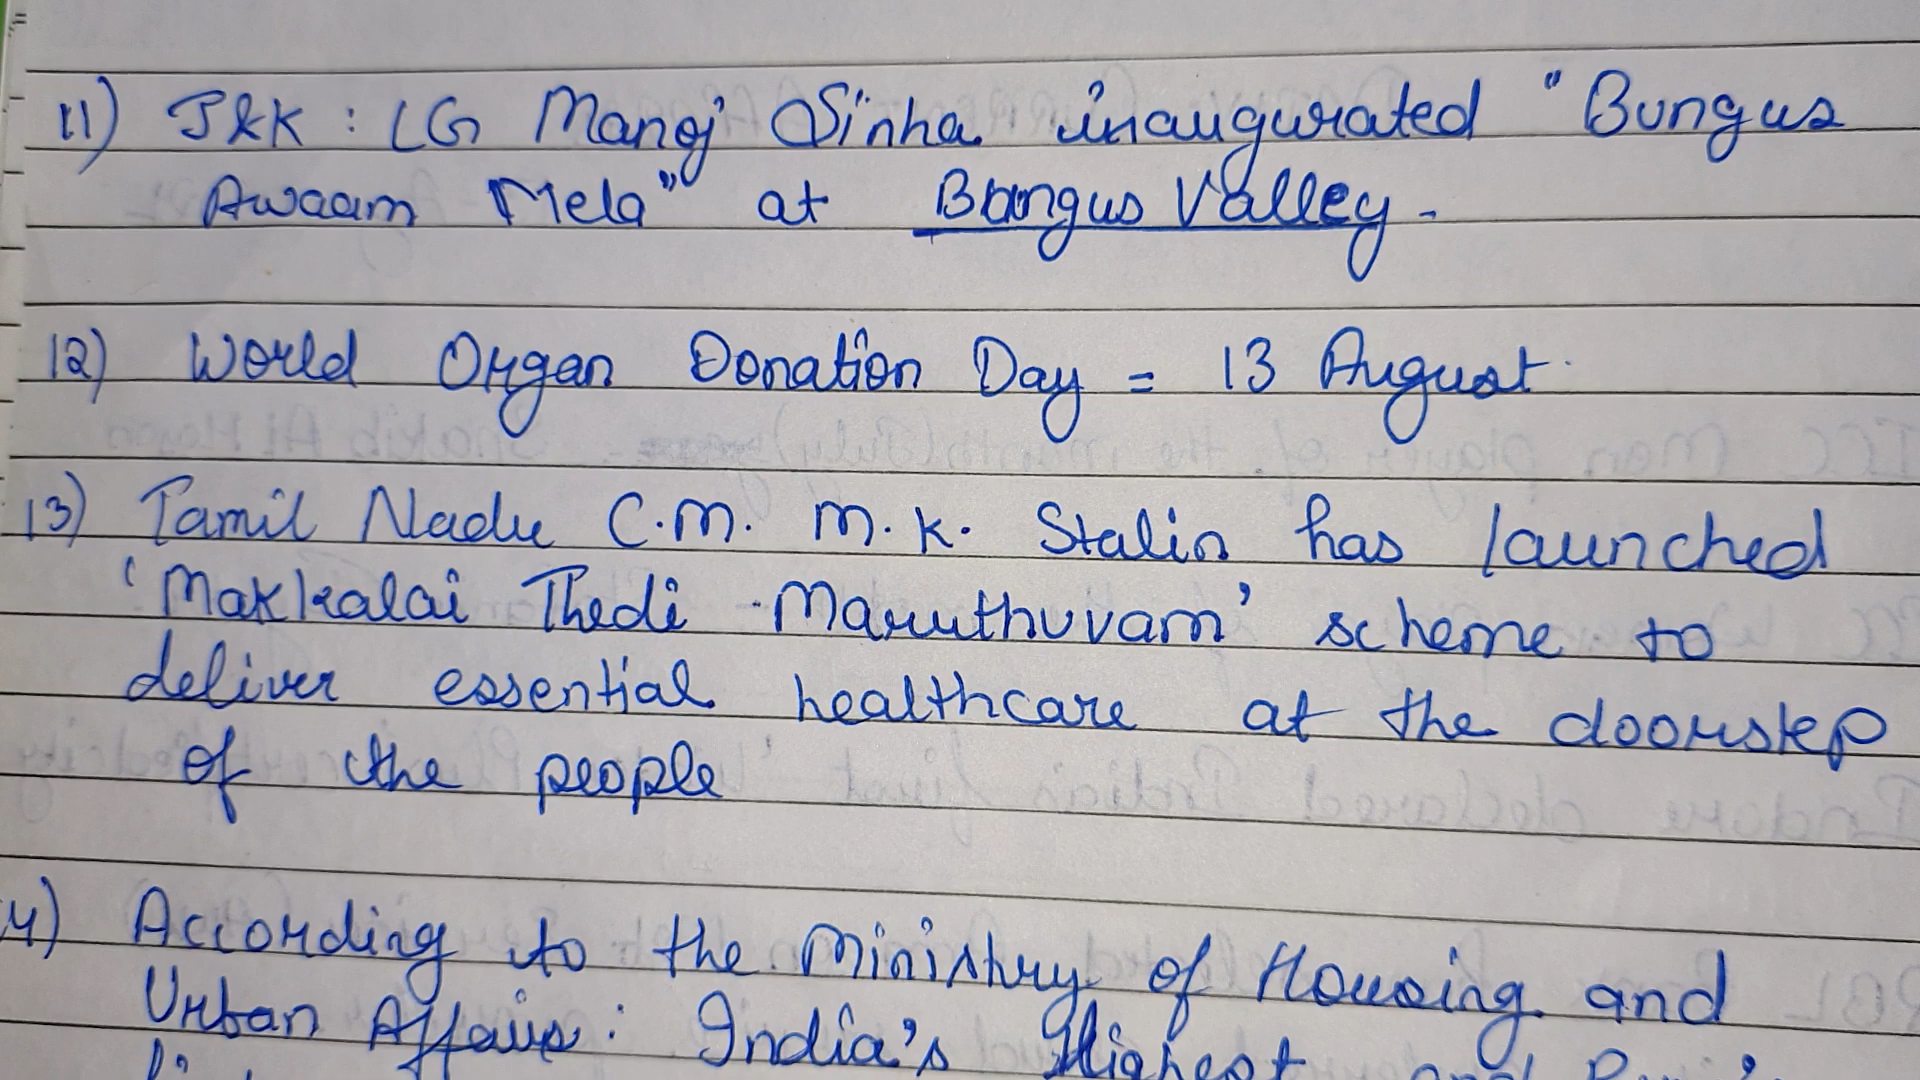 11) J&K : LG Manoj Sinha inaugurated "Bungus
Awaam Mela" at Bangus Valley.
12) World Organ Donation Day = 13 August.
13) Tamil Nadu C.M. M.K. Stalin has launched
'Makkalai Thedi Maruthuvam' scheme to
deliver essential healthcare at the doorstep
of the people
4) According to the Ministry of Housing and
Urban Affairs: India's Highest and